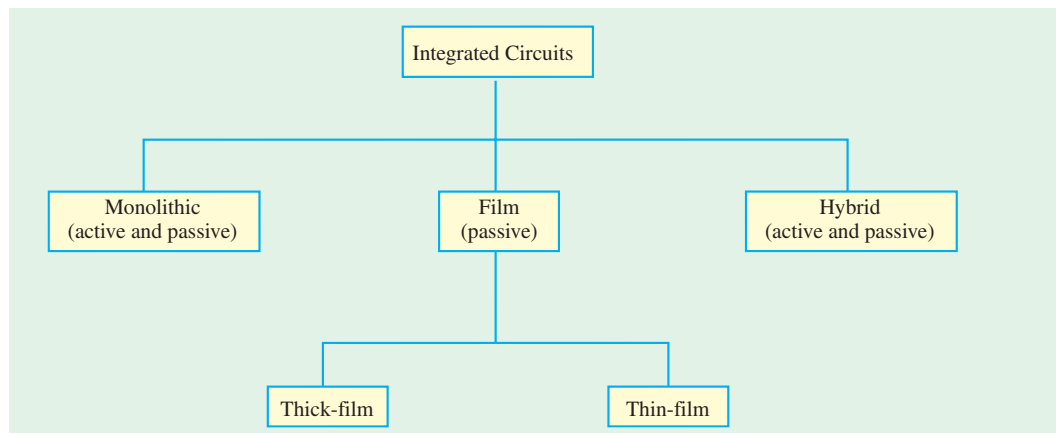 Integrated Circuits
Monolithic
(active and passive)
Film
(passive)
Hybrid
(active and passive)
Thick-film
Thin-film